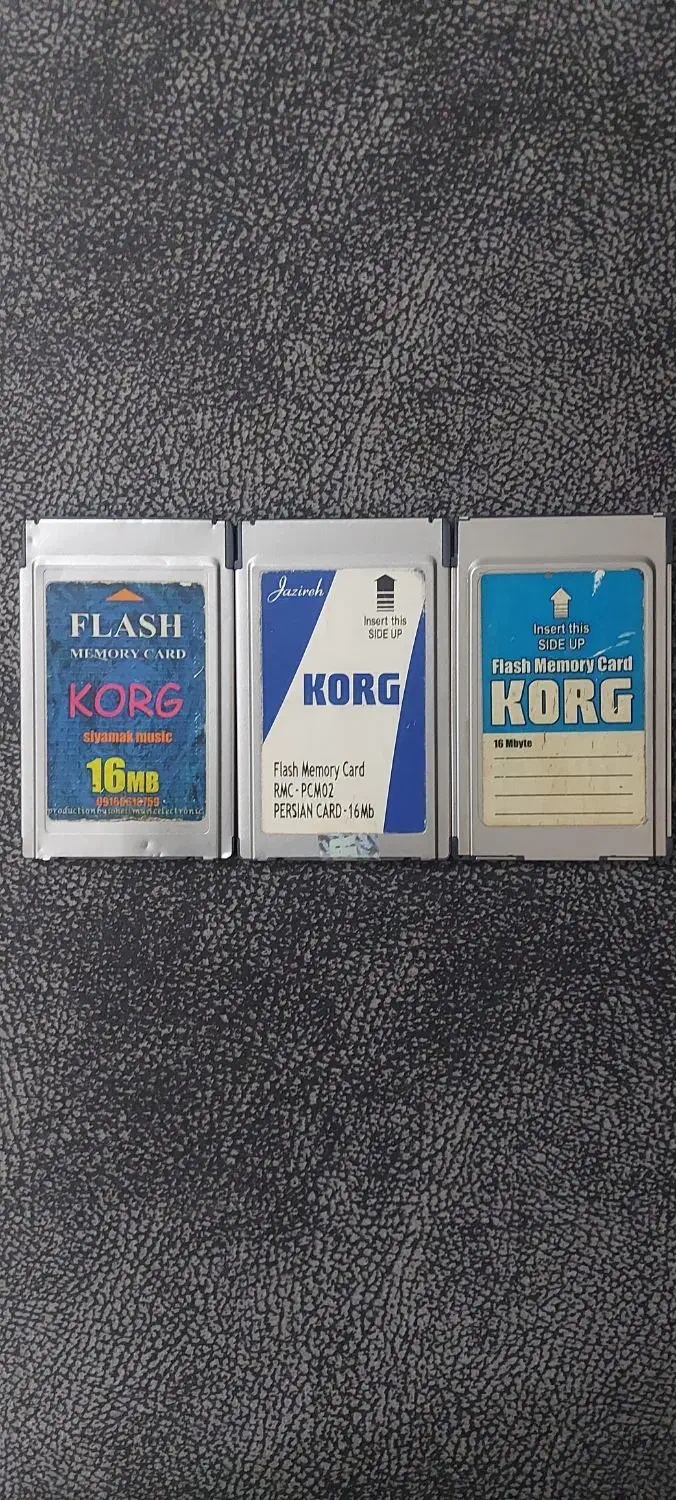 FLASH
MEMORY CARD
KORG
siyamak music
16MB
Jazireh
Insert this
SIDE UP
KORG
Flash Memory Card
RMC-PCM02
PERSIAN CARD-16Mb
Insert this
SIDE UP
Flash Memory Card
KORG
16 Mbyte